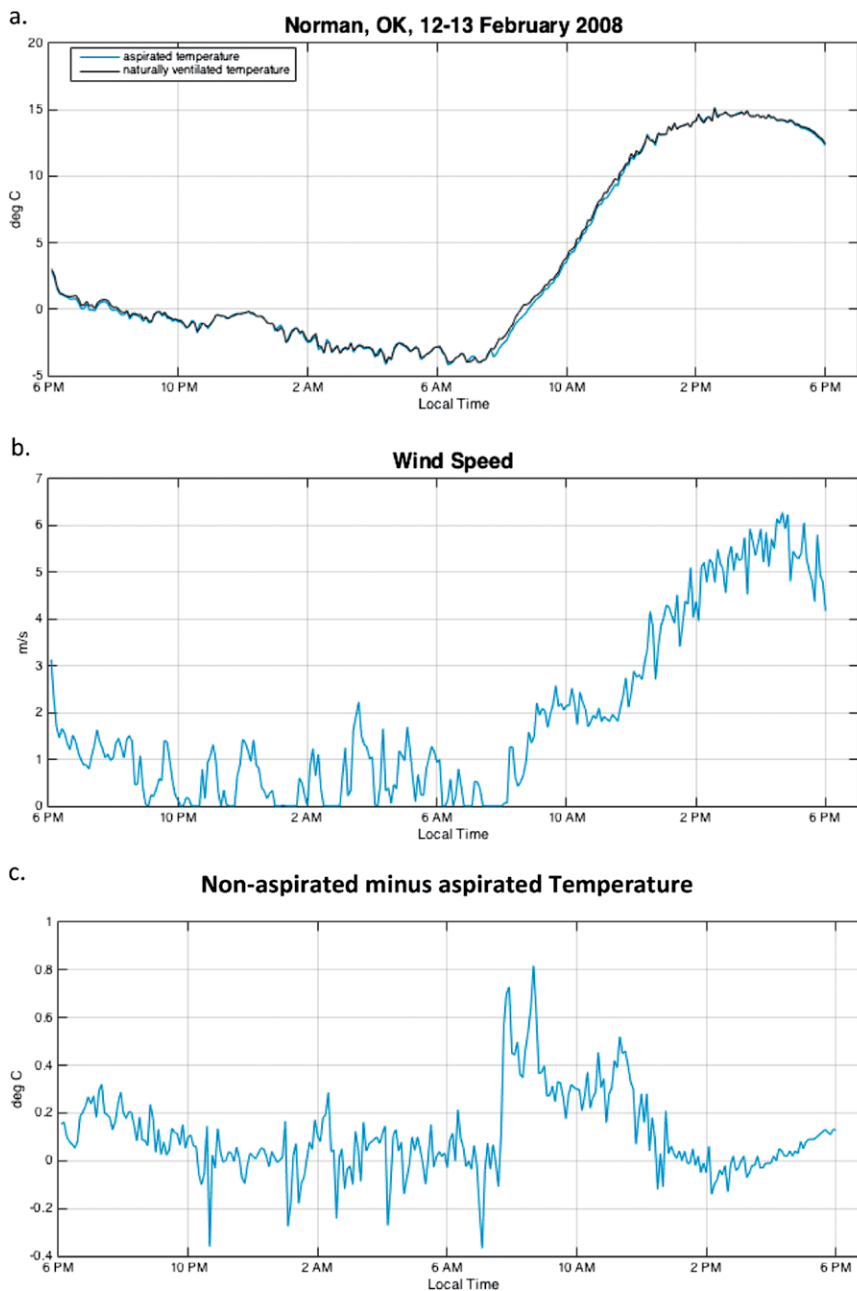 a.
Norman, OK, 12-13 February 2008
20
aspirated temperature
naturally ventilated temperature
15
10
deg C
5
0
-5
6 PM 10 PM 2 AM 6 AM 10 AM 2 PM 6 PM
Local Time
b.
Wind Speed
7
6
5
4
m/s
3
2
1
0
6 PM 10 PM 2 AM 6 AM 10 AM 2 PM 6 PM
Local Time
c.
Non-aspirated minus aspirated Temperature
1
0.8
0.6
0.4
deg C
0.2
0
-0.2
-0.4
6 PM 10 PM 2 AM 6 AM 10 AM 2 PM 6 PM
Local Time